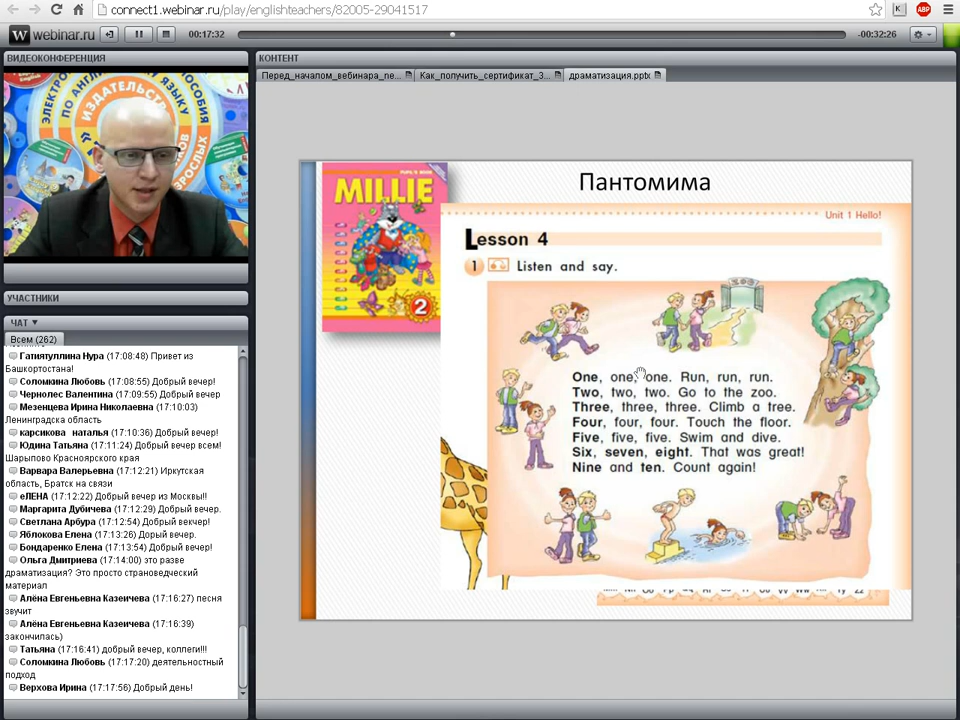 connect1.webinar.ru/play/englishteachers/82005-29041517
webinar.ru
00:17:32
-00:32:26
ВИДЕОКОНФЕРЕНЦИЯ
ЭЛЕКТРО
ПОСОБИЯ
ПО АНГЛ
ЯЗЫКУ
ИЗДАТЕЛЬСТВ
КОВ
РОСЛЫХ
УЧАСТНИКИ
ЧАТ ▼
Всем (262)
Гатиятуллина Нура (17:08:48) Привет из
Башкортостана!
Соломкина Любовь (17:08:55) Добрый вечер!
Чернолес Валентина (17:09:55) Добрый вечер
Мезенцева Ирина Николаевна (17:10:03)
Ленинградска область
карсикова наталья (17:10:36) Добрый вечер!
Юдина Татьяна (17:11:24) Добрый вечер всем!
Шарыпово Красноярского края
Варвара Валерьевна (17:12:21) Иркутская
область, Братск на связи
еЛЕНА (17:12:22) Добрый вечер из Москвы!!
Маргарита Дубичева (17:12:29) Добрый вечер.
Светлана Арбура (17:12:54) Добрый векчер!
Яблокова Елена (17:13:26) Дорый вечер.
Бондаренко Елена (17:13:54) Добрый вечер!
Ольга Дмитриева (17:14:00) это разве
драматизация? Это просто страноведческий
материал
Алёна Евгеньевна Казеичева (17:16:27) песня
звучит
Алёна Евгеньевна Казеичева (17:16:39)
закончилась)
Татьяна (17:16:41) добрый вечер, коллеги!!!
Соломкина Любовь (17:17:20) деятельностный
подход
Верхова Ирина (17:17:56) Добрый день!
КОНТЕНТ
Перед_началом_вебинара_пе...
Как_получить_сертификат_3...
драматизация.pptx
Пантомима
MILLIE
2
Unit 1 Hello!
Lesson 4
1 Listen and say.
ZOO
One, one, one. Run, run, run.
Two, two, two. Go to the zoo.
Three, three, three. Climb a tree.
Four, four, four. Touch the floor.
Five, five, five. Swim and dive.
Six, seven, eight. That was great!
Nine and ten. Count again!